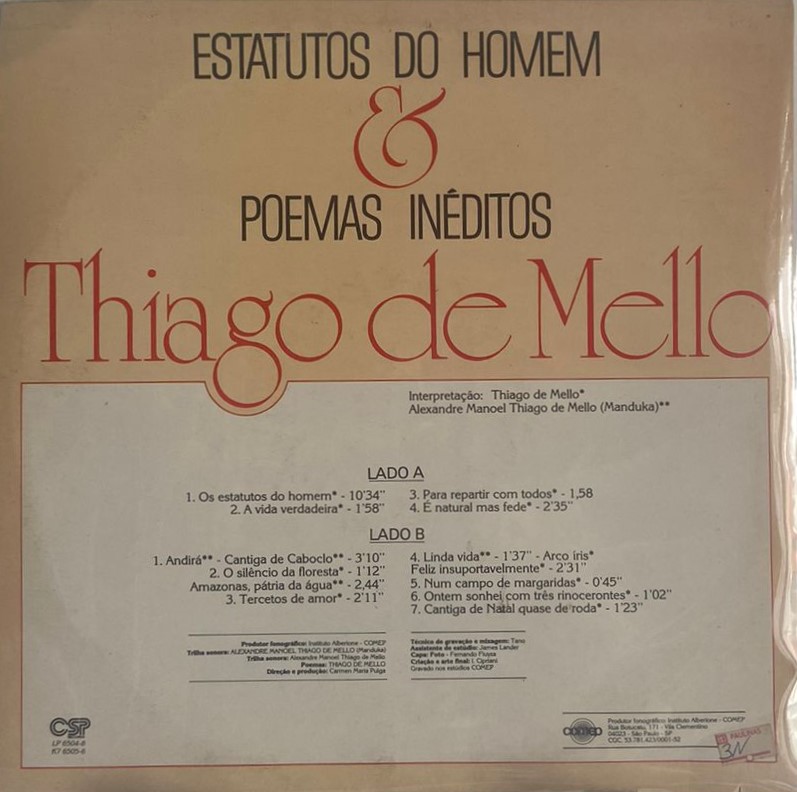 ESTATUTOS DO HOMEM
&
POEMAS INÉDITOS
Thiago de Mello
Interpretação: Thiago de Mello*
Alexandre Manoel Thiago de Mello (Manduka)**
LADO A
1. Os estatutos do homem* - 10'34"
2. A vida verdadeira* - 1'58"
3. Para repartir com todos* - 1,58
4. É natural mas fede* - 2'35"
LADO B
1. Andirá** - Cantiga de Caboclo** - 3'10"
2. O silêncio da floresta* - 1'12"
Amazonas, pátria da água** - 2,44"
3. Tercetos de amor* - 2'11"
4. Linda vida** - 1'37" - Arco iris*
Feliz insuportavelmente* - 2'31"
5. Num campo de margaridas* - 0'45"
6. Ontem sonhei com três rinocerontes* - 1'02"
7. Cantiga de Natal quase de roda* - 1'23"
Produtor fonográfico: Instituto Alberione - COMEP
Trilha sonora: ALEXANDRE MANOEL THIAGO DE MELLO (Manduka)
Trilha sonora: Alexandre Manoel Thiago de Mello
Poemas: THIAGO DE MELLO
Direção e produção: Carmen Maria Pulga
Técnico de gravação e mixagem: Tano
Assistente de estúdio: James Lander
Capa: Foto - Fernando Fluyxa
Criação e arte final: I. Cipriani
Gravado nos estúdios COMEP
CSP
LP 6504-8
K7 6505-6
comep
Produtor fonográfico: Instituto Alberione - COMEP
Rua Botucatu, 171 - Vila Clementino
04023 - São Paulo - SP
CGC. 53.781.423/0001-52
PAULINAS
3N